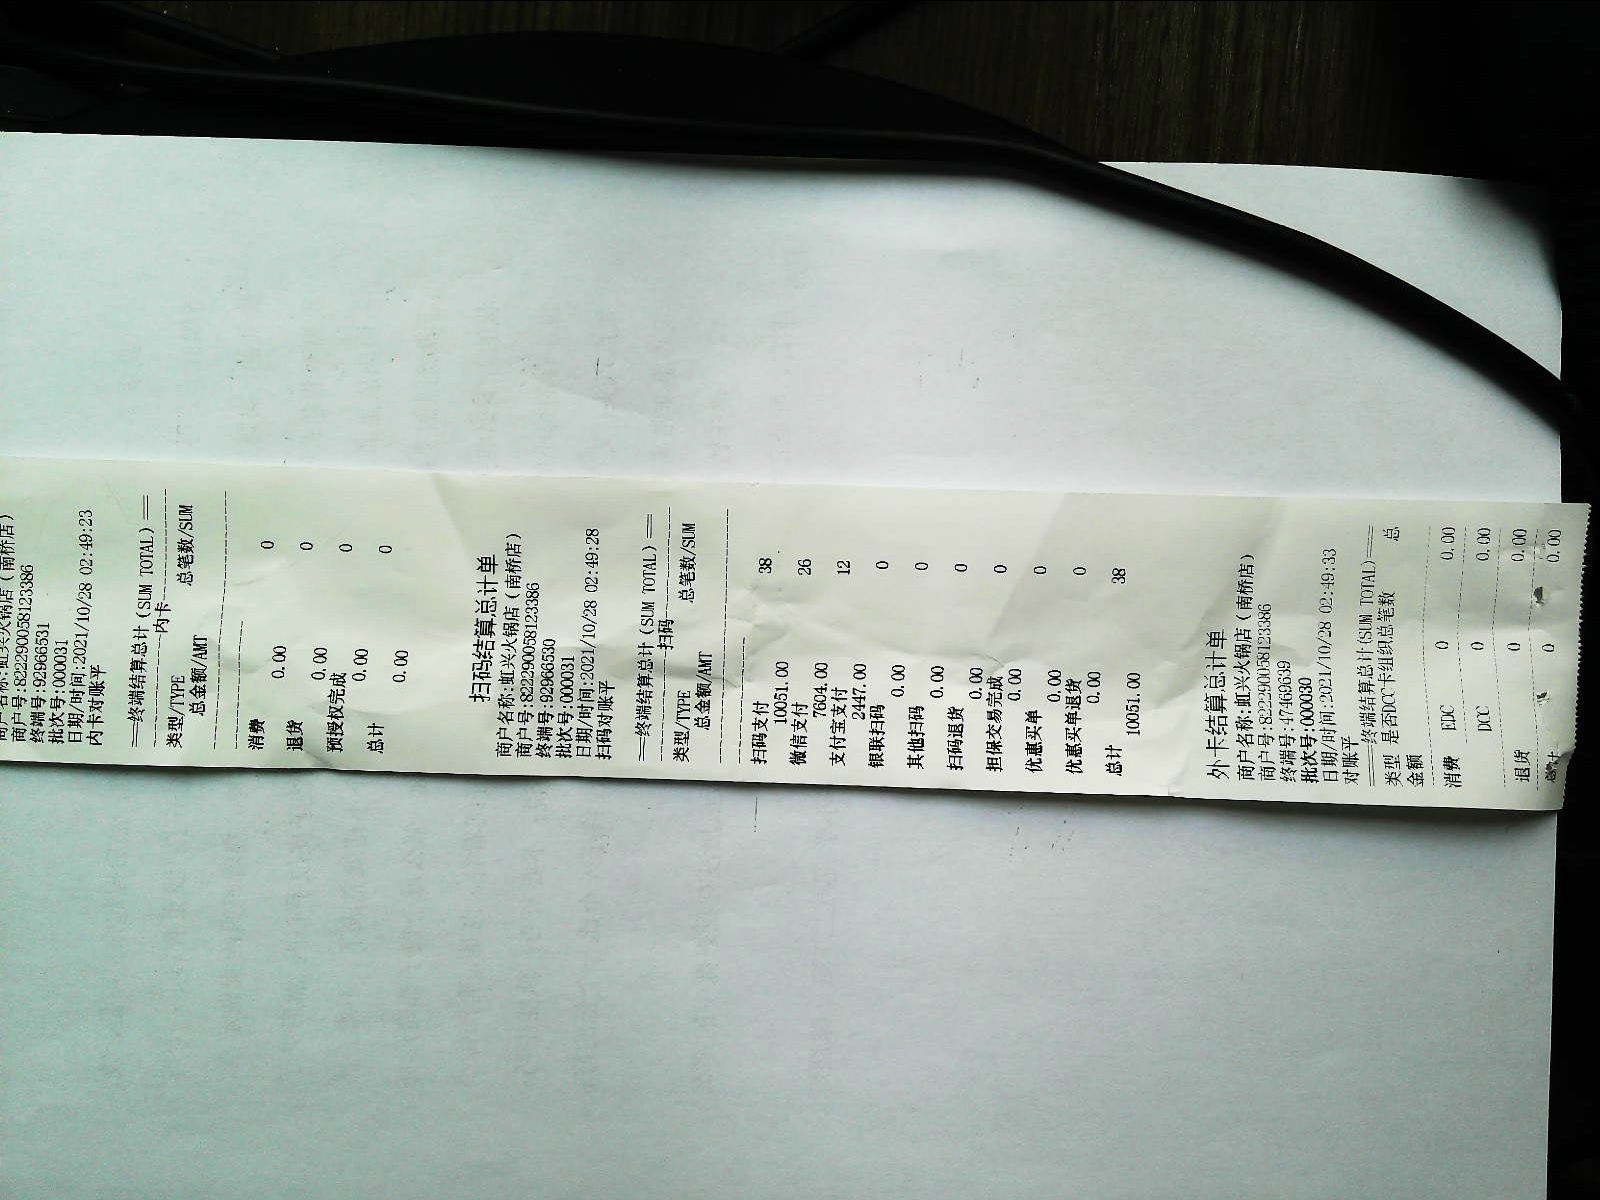 商户名称:虹兴火锅店(南桥店)
商户号:82229005812​3386
终端号:92966531
批次号:000031
日期/时间:2021/10/28 02:49:23
内卡对账平
==终端结算总计(SUM TOTAL)==
内卡
类型/TYPE 总笔数/SUM
总金额/AMT
消费 0
0.00
退货 0
0.00
预授权完成 0
0.00
总计 0
0.00
扫码结算总计单
商户名称:虹兴火锅店(南桥店)
商户号:822290058123386
终端号:92966530
批次号:000031
日期/时间:2021/10/28 02:49:28
扫码对账平
==终端结算总计(SUM TOTAL)==
扫码
类型/TYPE 总笔数/SUM
总金额/AMT
扫码支付 38
10051.00
微信支付 26
7604.00
支付宝支付 12
2447.00
银联扫码 0
0.00
其他扫码 0
0.00
扫码退货 0
0.00
担保交易完成 0
0.00
优惠买单 0
0.00
优惠买单退货 0
0.00
总计 38
10051.00
外卡结算总计单
商户名称:虹兴火锅店(南桥店)
商户号:822290058123386
终端号:47469639
批次号:000030
日期/时间:2021/10/28 02:49:33
对账平
====终端结算总计(SUM TOTAL)===
类型 是否DCC卡组织总笔数 总
金额
消费 EDC 0 0.00
DCC 0 0.00
退货 0 0.00
总计 0 0.00